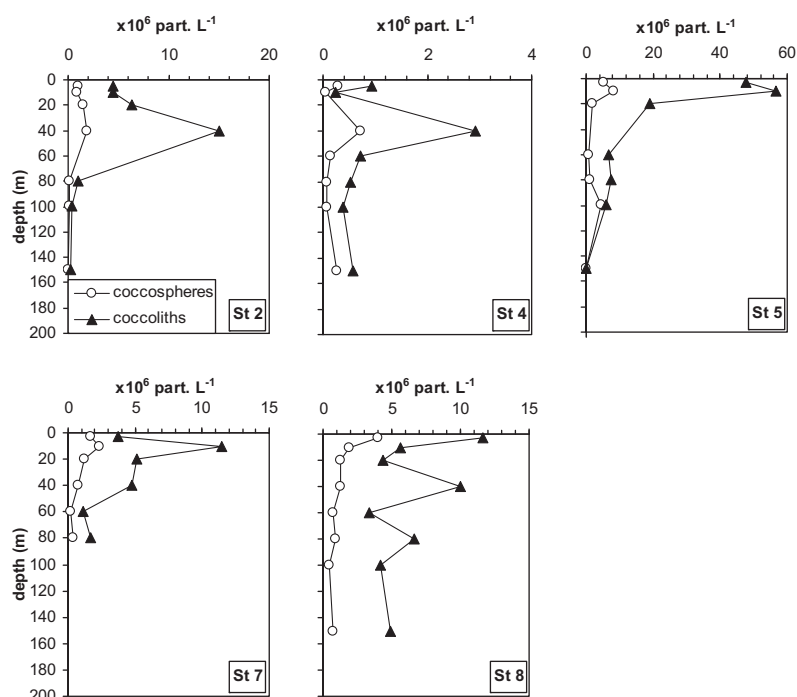 x10⁶ part. L⁻¹
x10⁶ part. L⁻¹
x10⁶ part. L⁻¹
0 10 20
0 2 4
0 20 40 60
0
20
40
60
80
100
120
140
160
180
200
depth (m)
coccospheres
coccoliths
St 2
St 4
St 5
x10⁶ part. L⁻¹
x10⁶ part. L⁻¹
0 5 10 15
0 5 10 15
0
20
40
60
80
100
120
140
160
180
200
depth (m)
St 7
St 8